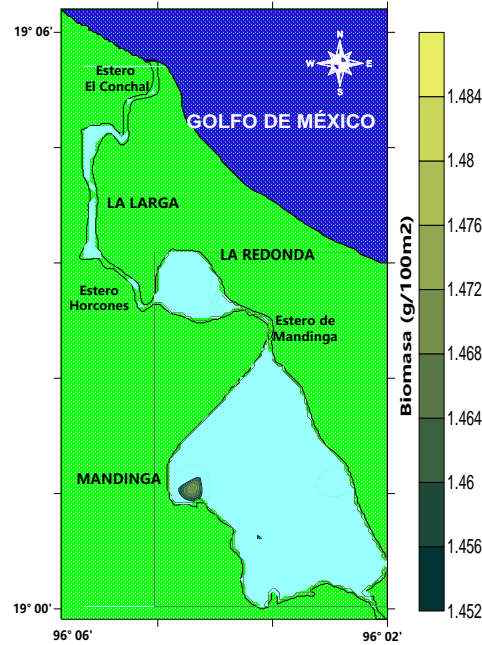 19° 06'
N
W E
S
Estero
El Conchal
GOLFO DE MÉXICO
LA LARGA
LA REDONDA
Estero
Horcones
Estero de
Mandinga
MANDINGA
19° 00'
96° 06'
96° 02'
Biomasa (g/100m2)
1.484
1.48
1.476
1.472
1.468
1.464
1.46
1.456
1.452